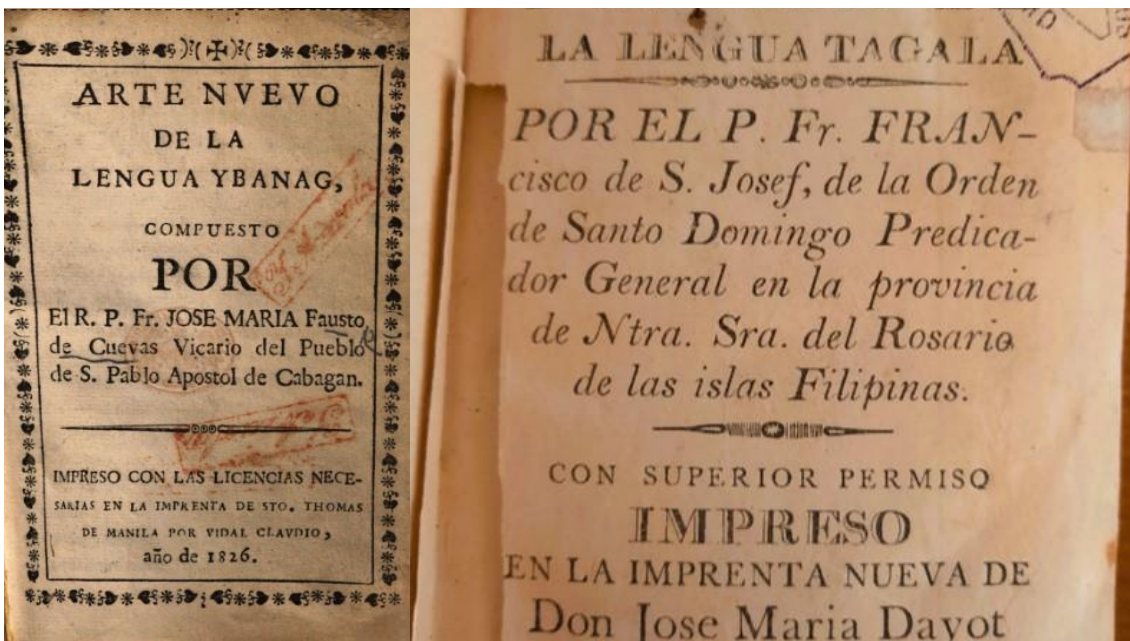 ARTE NVEVO
DE LA
LENGUA YBANAG,
COMPUESTO
POR
El R. P. Fr. JOSE MARIA Fausto
de Cuevas Vicario del Pueblo
de S. Pablo Apostol de Cabagan.
IMPRESO CON LAS LICENCIAS NECE-
SARIAS EN LA IMPRENTA DE STO. THOMAS
DE MANILA POR VIDAL CLAVDIO,
año de 1826.
LA LENGUA TAGALA
POR EL P. Fr. FRAN-
cisco de S. Josef, de la Orden
de Santo Domingo Predica-
dor General en la provincia
de Ntra. Sra. del Rosario
de las islas Filipinas.
CON SUPERIOR PERMISO
IMPRESO
EN LA IMPRENTA NUEVA DE
Don Jose Maria Dayot